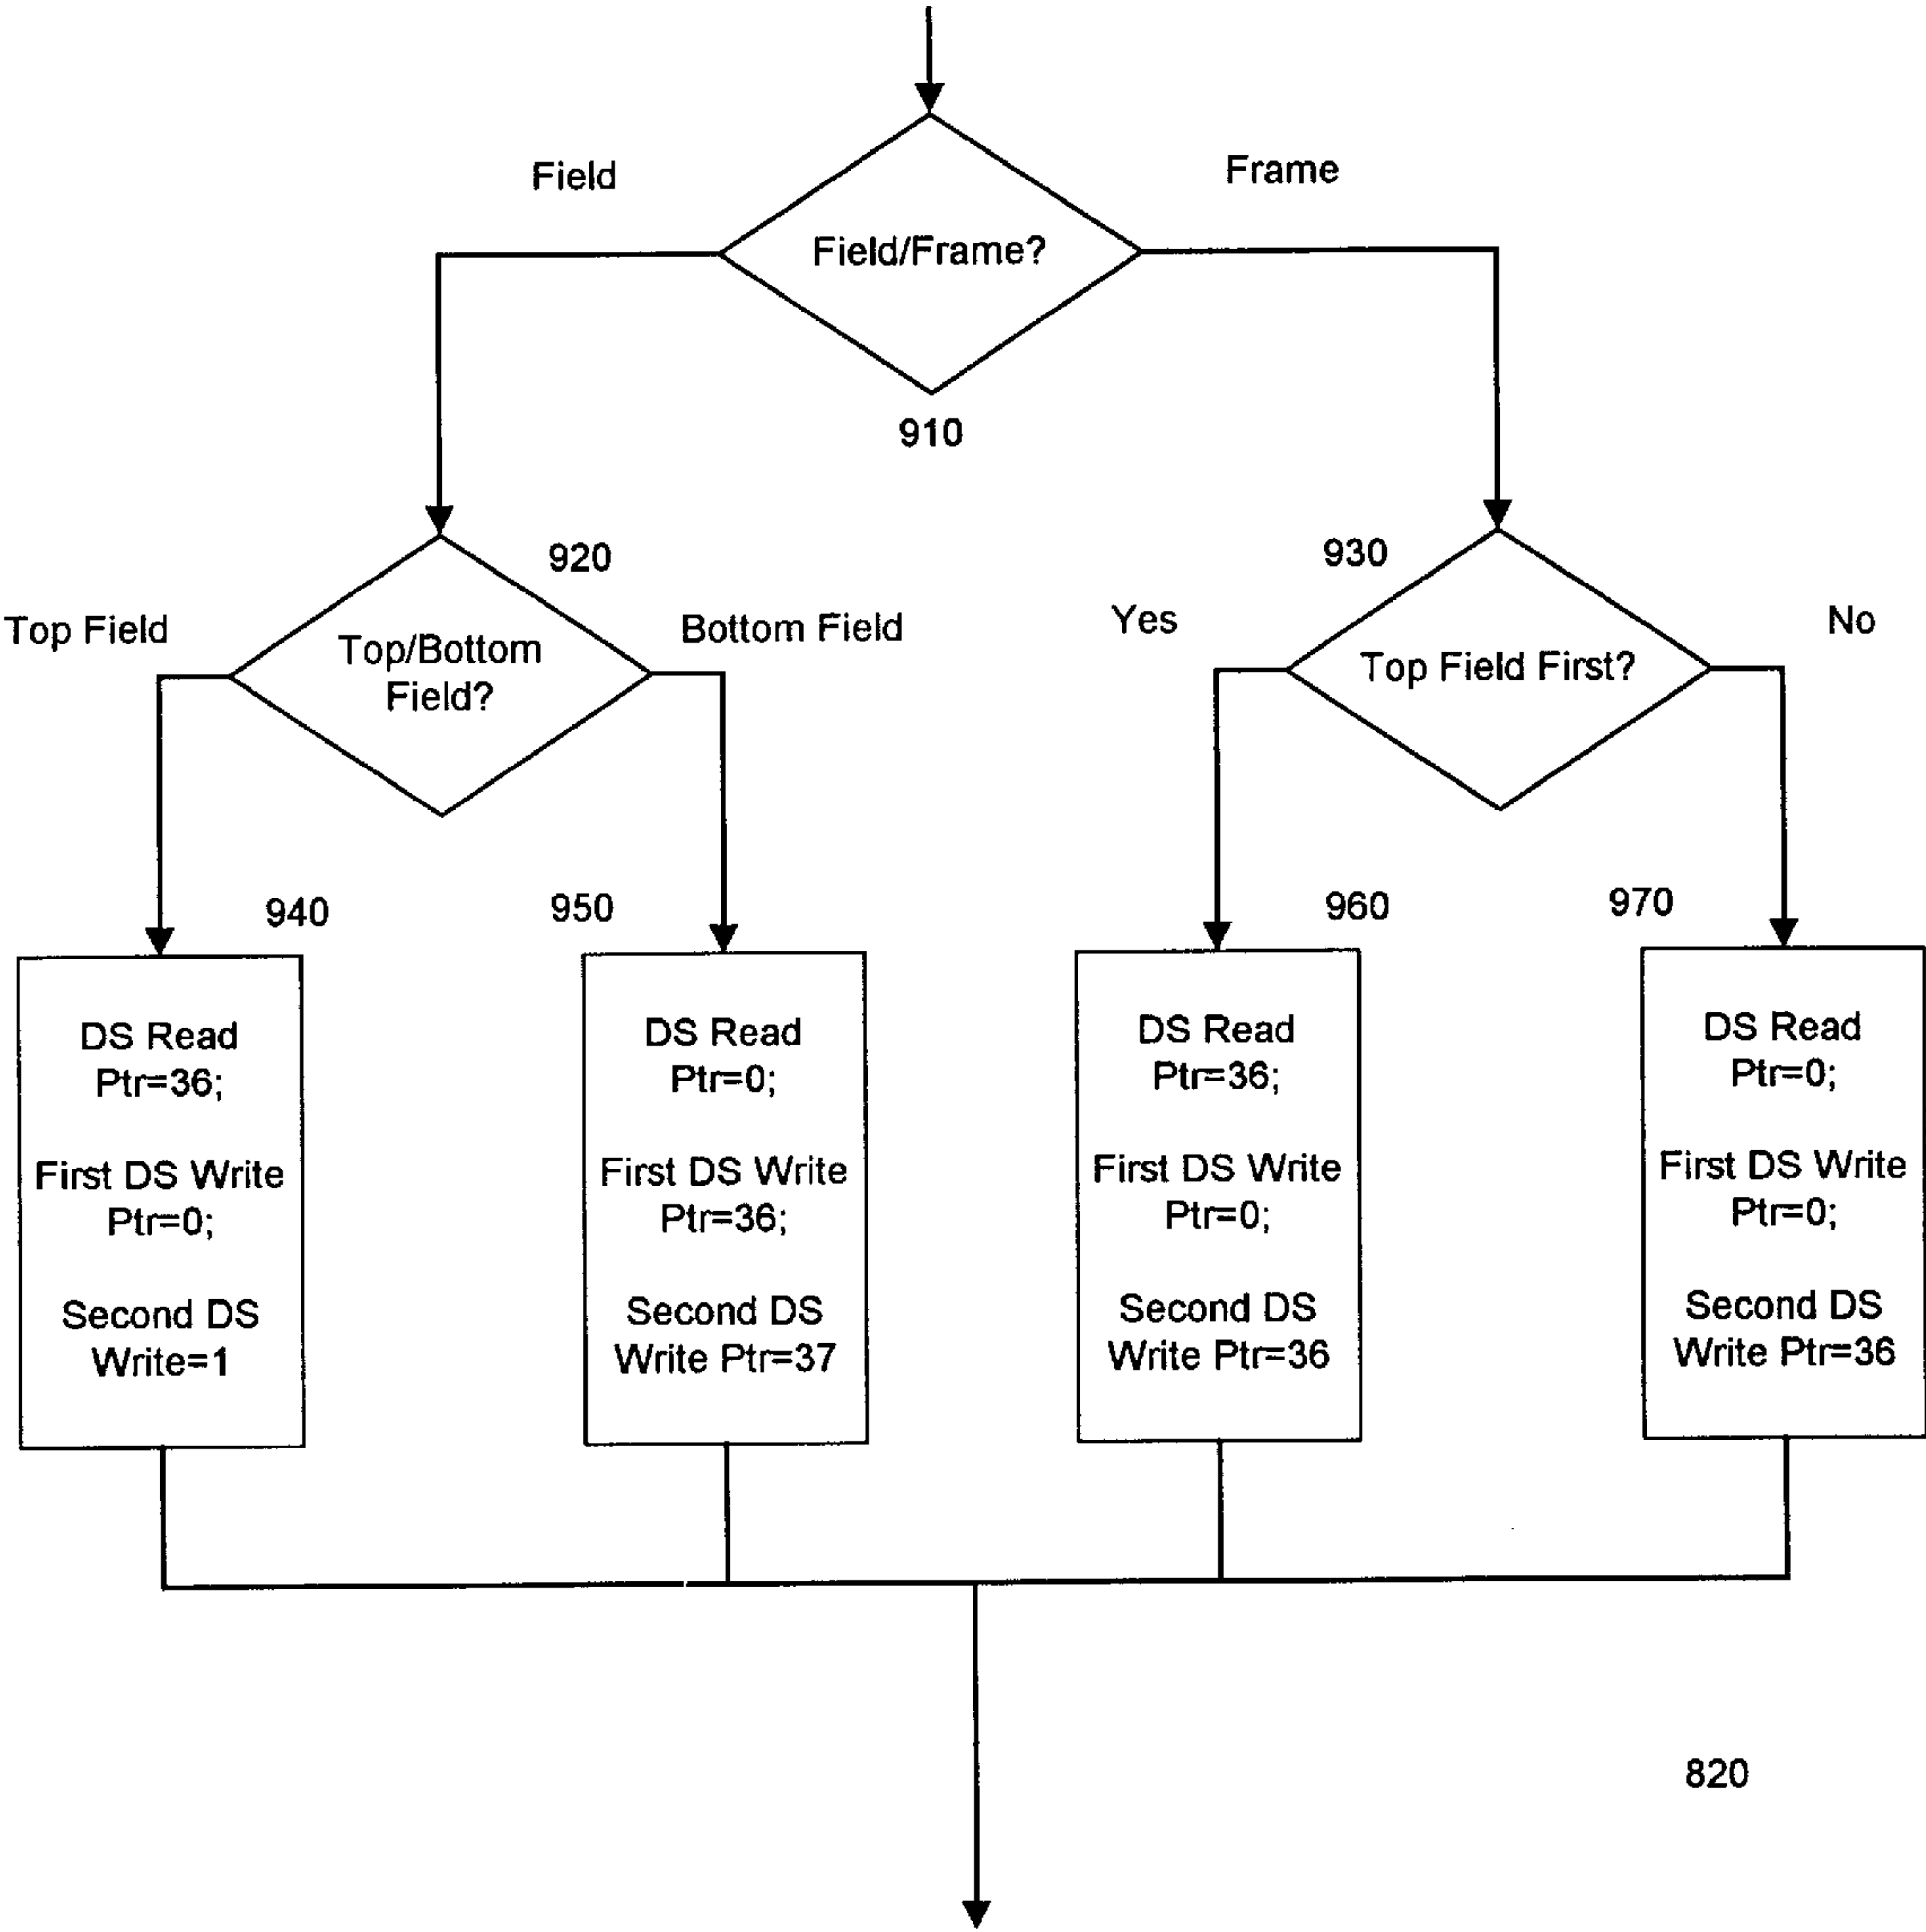 Field
Frame
Field/Frame?
910
920
930
Top Field
Bottom Field
Yes
No
Top/Bottom
Field?
Top Field First?
940
950
960
970
DS Read
Ptr=36;
First DS Write
Ptr=0;
Second DS
Write=1
DS Read
Ptr=0;
First DS Write
Ptr=36;
Second DS
Write Ptr=37
DS Read
Ptr=36;
First DS Write
Ptr=0;
Second DS
Write Ptr=36
DS Read
Ptr=0;
First DS Write
Ptr=0;
Second DS
Write Ptr=36
820